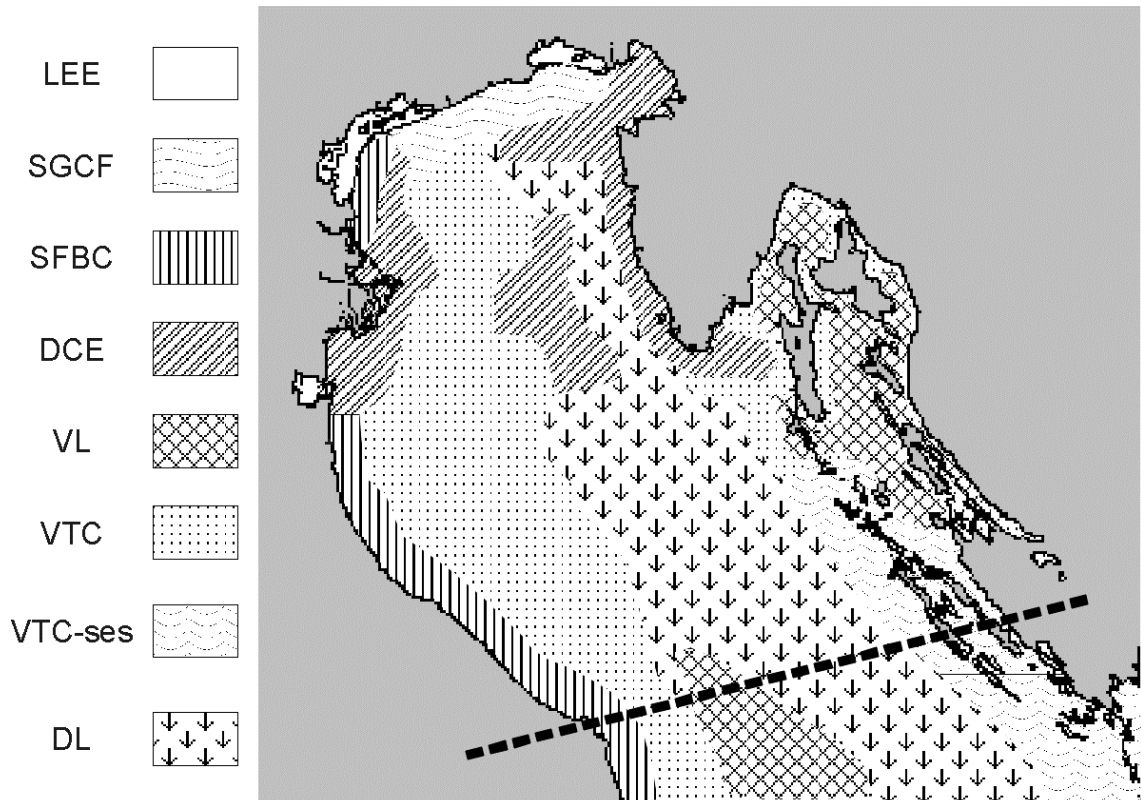 LEE
SGCF
SFBC
DCE
VL
VTC
VTC-ses
DL